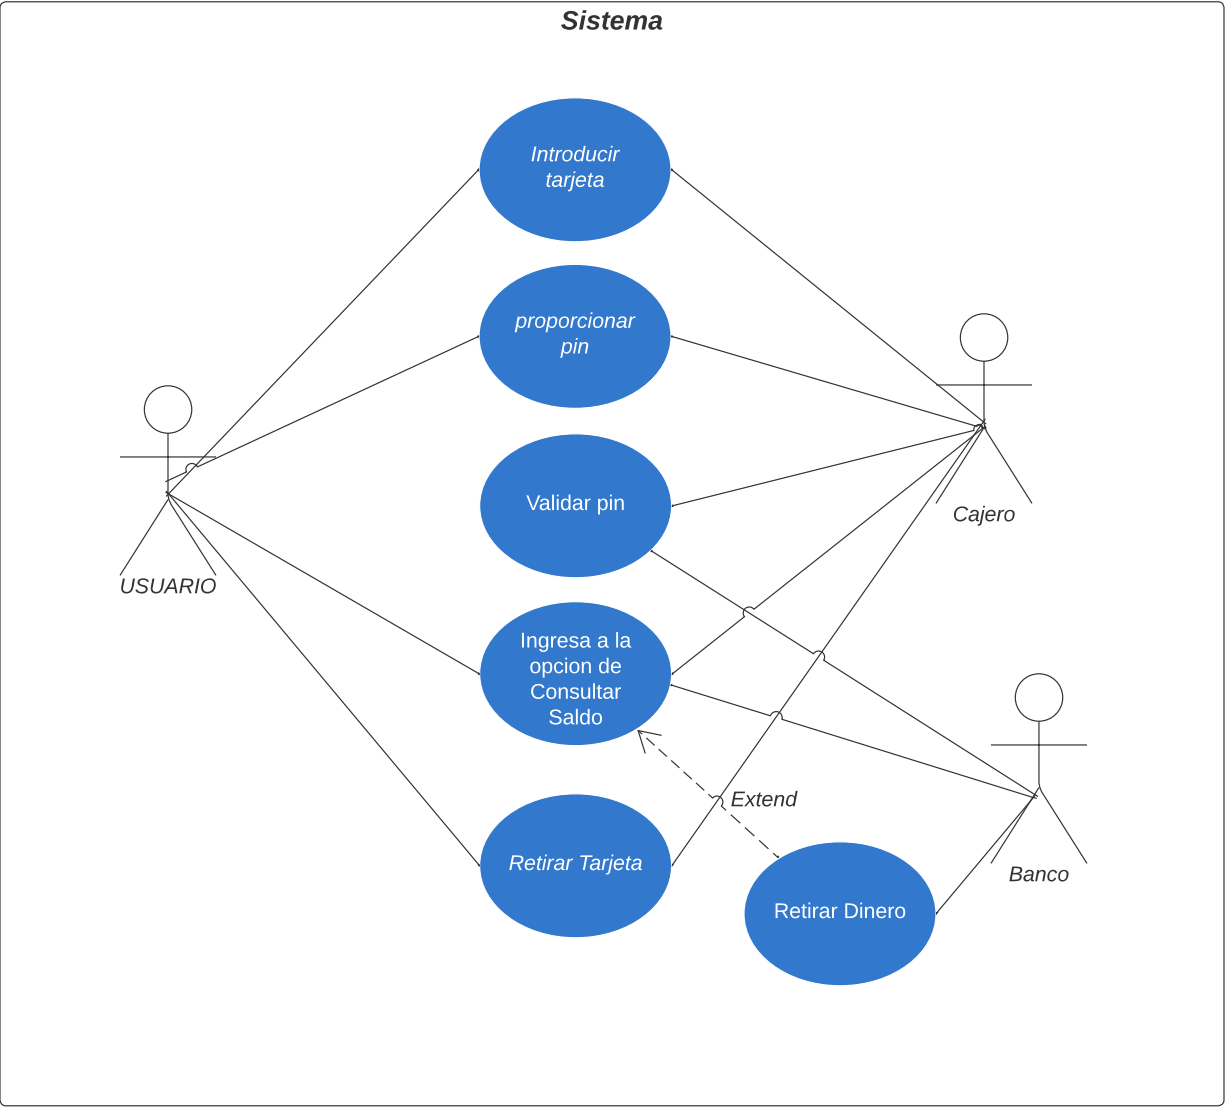 Sistema
Introducir
tarjeta
proporcionar
pin
Validar pin
Cajero
USUARIO
Ingresa a la
opcion de
Consultar
Saldo
Extend
Retirar Tarjeta
Banco
Retirar Dinero